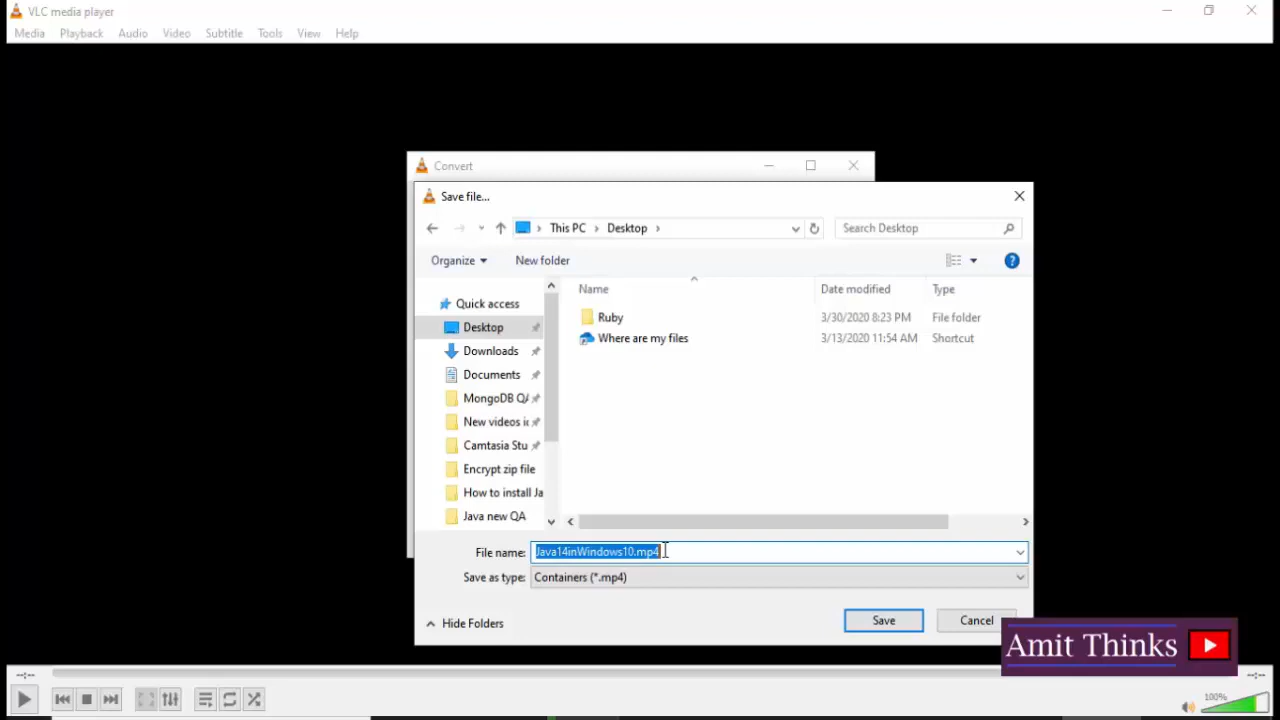 VLC media player
Media Playback Audio Video Subtitle Tools View Help
Convert
Save file...
This PC > Desktop >
Search Desktop
Organize New folder
Name Date modified Type
Quick access
Desktop
Downloads
Documents
MongoDB QA
New videos ic
Camtasia Stu
Encrypt zip file
How to install Ja
Java new QA
Ruby 3/30/2020 8:23 PM File folder
Where are my files 3/13/2020 11:54 AM Shortcut
File name: Java14inWindows10.mp4
Save as type: Containers (*.mp4)
Hide Folders
Save Cancel
Amit Thinks
--:-- --:--
100%